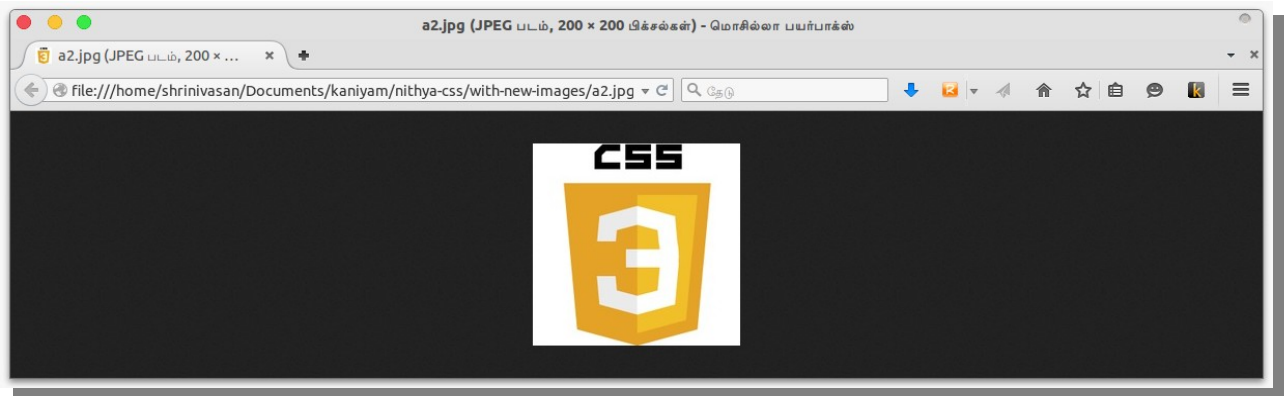 a2.jpg (JPEG படம், 200 × 200 பிக்சல்கள்) - மொசில்லா பயர்பாக்ஸ்
a2.jpg (JPEG படம், 200 × ...
file:///home/shrinivasan/Documents/kaniyam/nithya-css/with-new-images/a2.jpg
தேடு
CSS
3